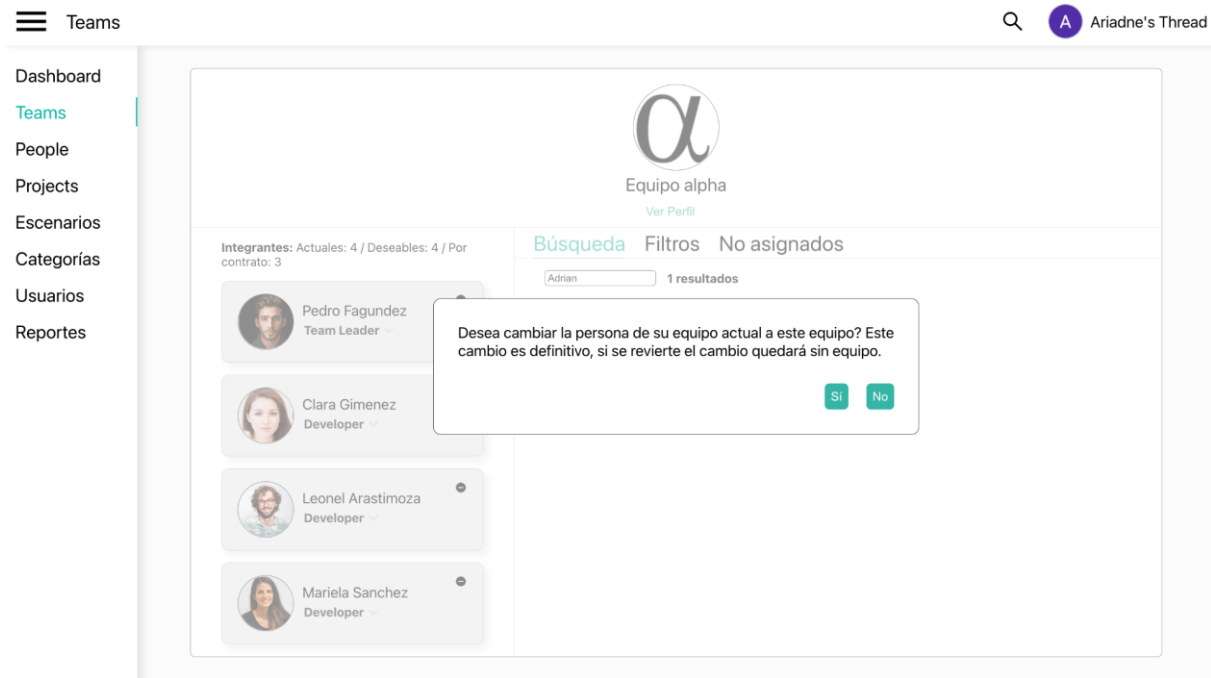 Teams
A
Ariadne's Thread
Dashboard
Teams
People
Projects
Escenarios
Categorías
Usuarios
Reportes
α
Equipo alpha
Ver Perfil
Integrantes: Actuales: 4 / Deseables: 4 / Por
contrato: 3
Pedro Fagundez
Team Leader
Clara Gimenez
Developer
Leonel Arastimoza
Developer
Mariela Sanchez
Developer
Búsqueda Filtros No asignados
Adrian 1 resultados
Desea cambiar la persona de su equipo actual a este equipo? Este
cambio es definitivo, si se revierte el cambio quedará sin equipo.
Sí No